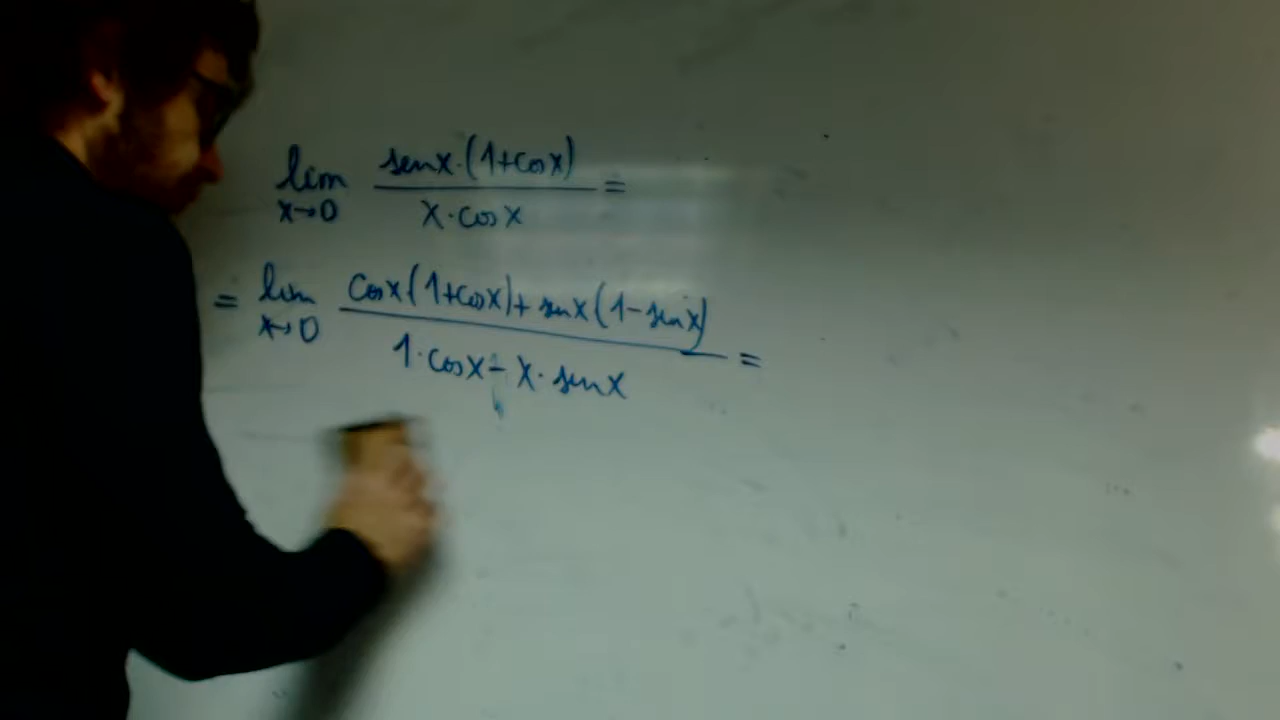 lim senx·(1+cosx) / x·cosx =
x→0
= lim cosx(1+cosx)+senx(1-senx) / 1·cosx-x·senx =
x→0